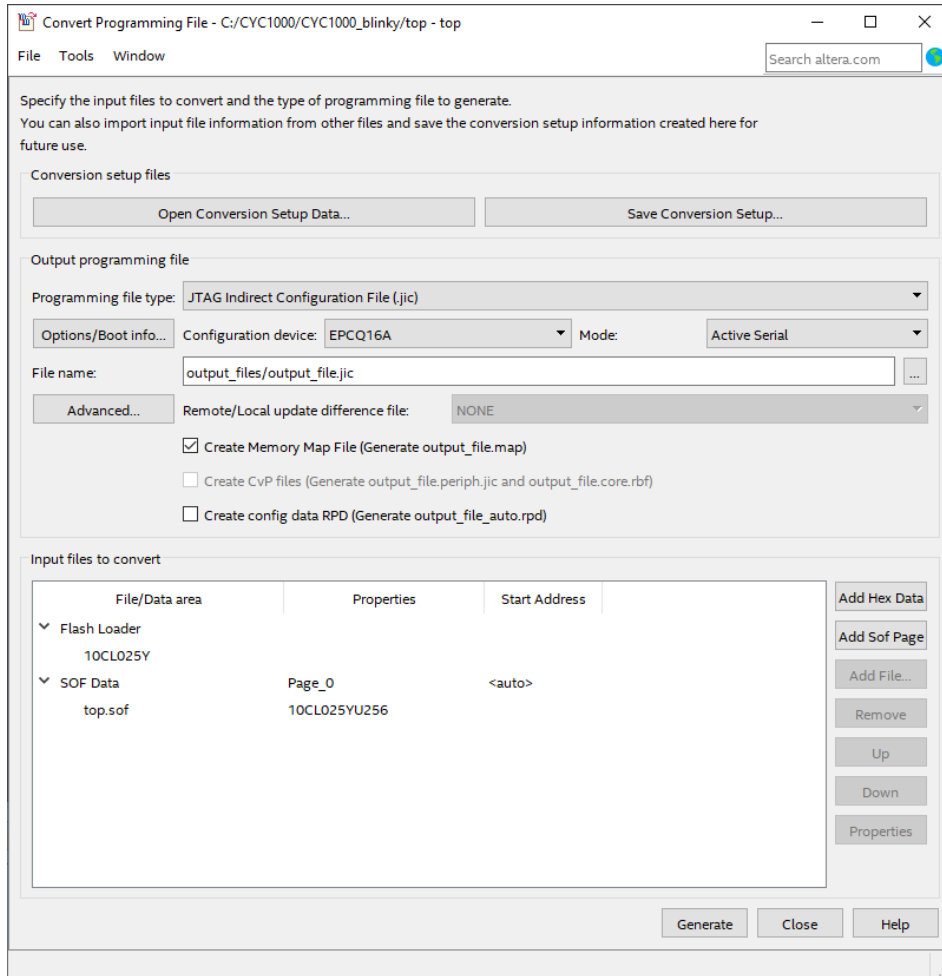 Convert Programming File - C:/CYC1000/CYC1000_blinky/top - top
File Tools Window
Search altera.com
Specify the input files to convert and the type of programming file to generate.
You can also import input file information from other files and save the conversion setup information created here for
future use.
Conversion setup files
Open Conversion Setup Data... Save Conversion Setup...
Output programming file
Programming file type: JTAG Indirect Configuration File (.jic)
Options/Boot info... Configuration device: EPCQ16A Mode: Active Serial
File name: output_files/output_file.jic ...
Advanced... Remote/Local update difference file: NONE
Create Memory Map File (Generate output_file.map)
Create CvP files (Generate output_file.periph.jic and output_file.core.rbf)
Create config data RPD (Generate output_file_auto.rpd)
Input files to convert
File/Data area Properties Start Address
Flash Loader
10CL025Y
SOF Data Page_0 <auto>
top.sof 10CL025YU256
Add Hex Data
Add Sof Page
Add File...
Remove
Up
Down
Properties
Generate Close Help